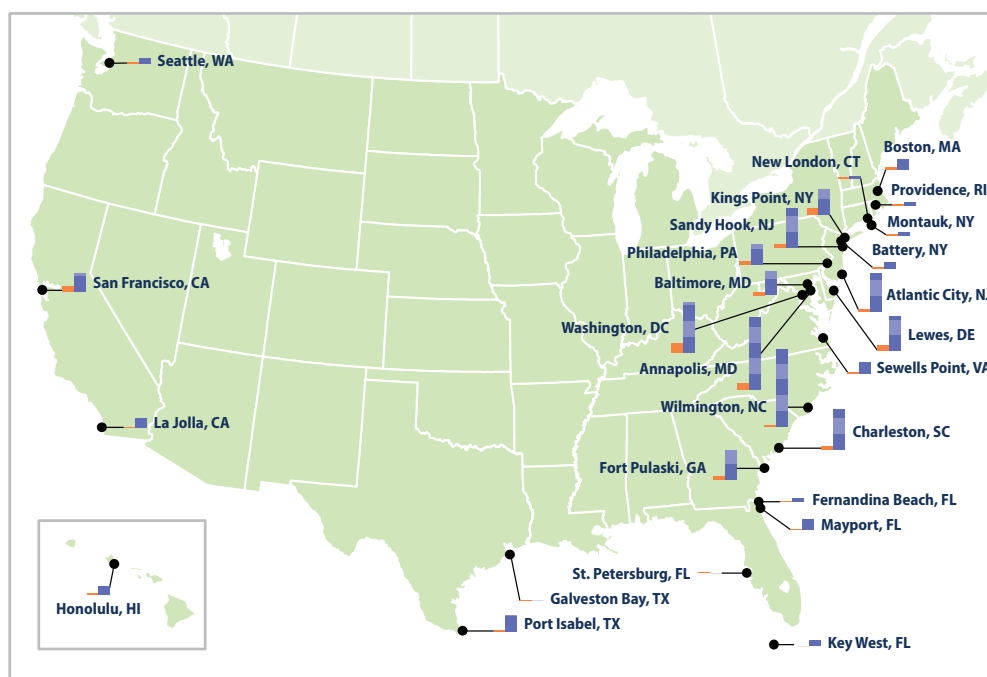 Seattle, WA
Boston, MA
New London, CT
Kings Point, NY
Providence, RI
Sandy Hook, NJ
Montauk, NY
Philadelphia, PA
Battery, NY
San Francisco, CA
Baltimore, MD
Atlantic City, NJ
Washington, DC
Lewes, DE
Annapolis, MD
Sewells Point, VA
Wilmington, NC
La Jolla, CA
Charleston, SC
Fort Pulaski, GA
Fernandina Beach, FL
Mayport, FL
St. Petersburg, FL
Galveston Bay, TX
Honolulu, HI
Port Isabel, TX
Key West, FL